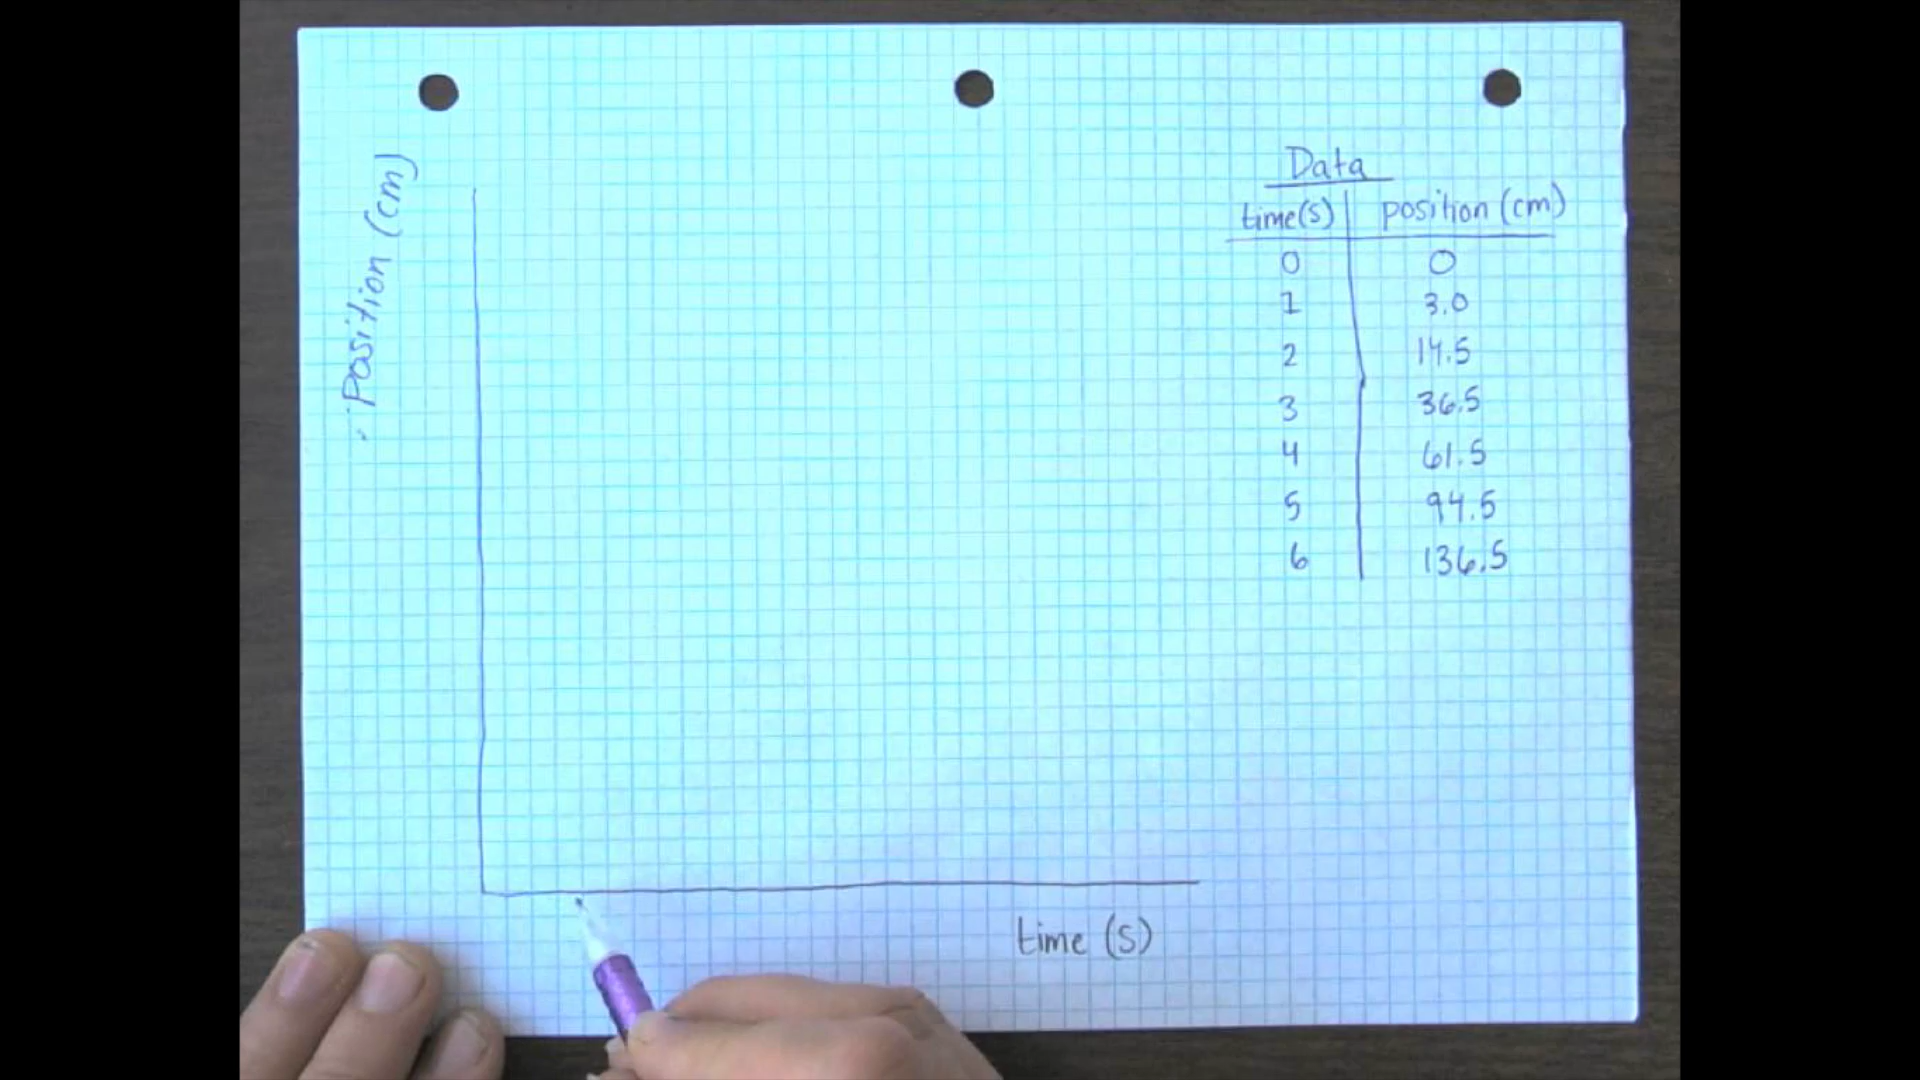 Position (cm)
Data
time(s) position (cm)
0 0
1 3.0
2 14.5
3 36.5
4 61.5
5 94.5
6 136.5
time (s)